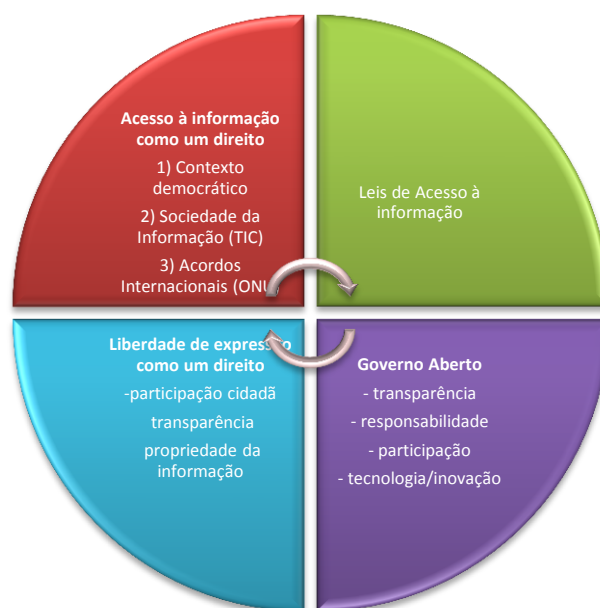 Acesso à informação
como um direito
1) Contexto
democrático
2) Sociedade da
Informação (TIC)
3) Acordos
Internacionais (ONU
Leis de Acesso à
informação
Liberdade de expressão
como um direito
-participação cidadã
transparência
propriedade da
informação
Governo Aberto
- transparência
- responsabilidade
- participação
- tecnologia/inovação